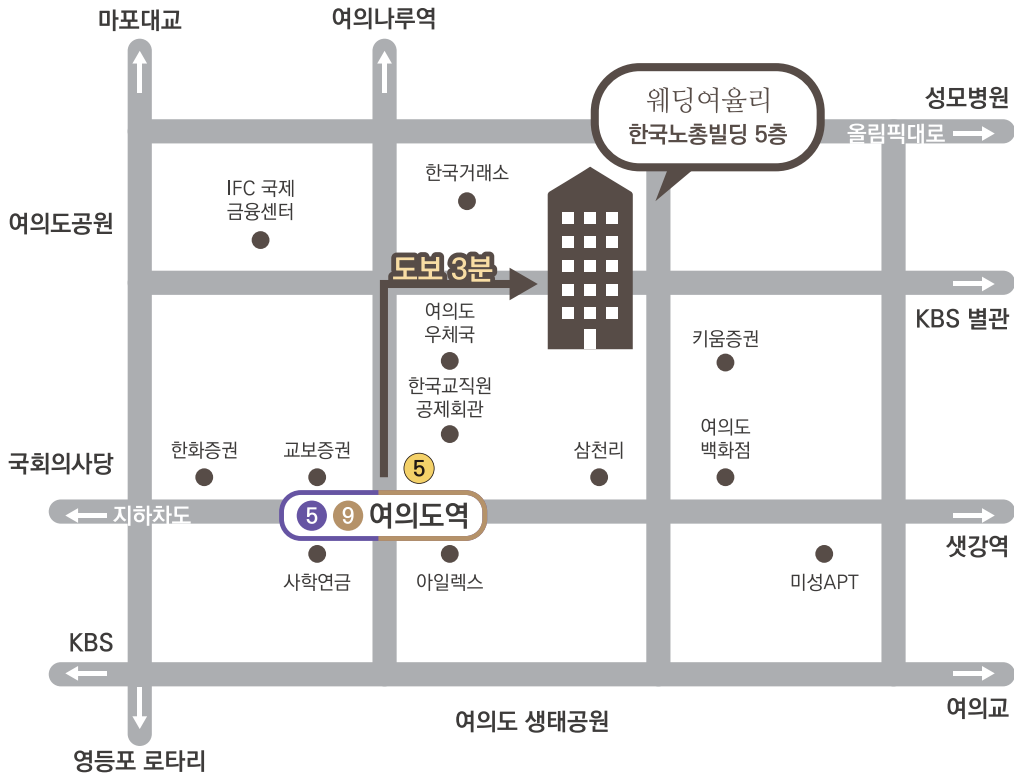 마포대교
여의나루역
웨딩여율리
한국노총빌딩 5층
성모병원
올림픽대로
한국거래소
IFC 국제
금융센터
여의도공원
도보 3분
여의도
우체국
KBS 별관
키움증권
한국교직원
공제회관
국회의사당
한화증권
교보증권
5
삼천리
여의도
백화점
지하차도
5 9 여의도역
샛강역
사학연금
아일렉스
미성APT
KBS
여의교
여의도 생태공원
영등포 로타리